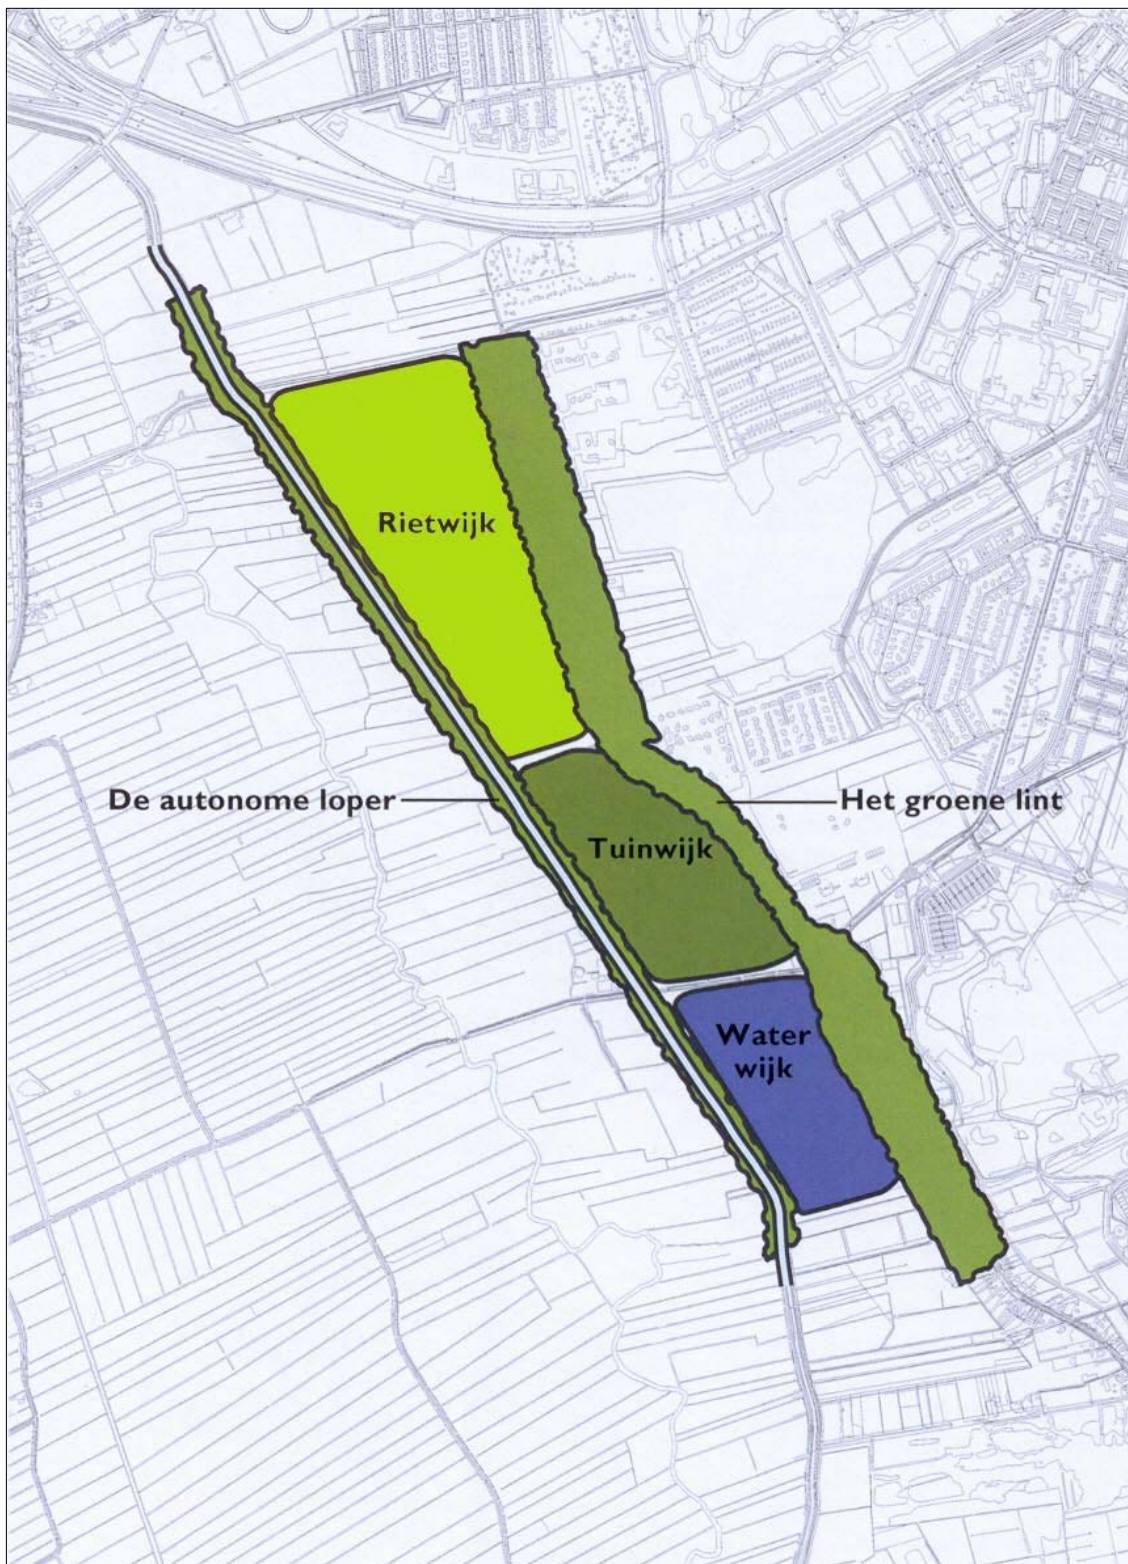 Rietwijk
De autonome loper
Het groene lint
Tuinwijk
Water
wijk